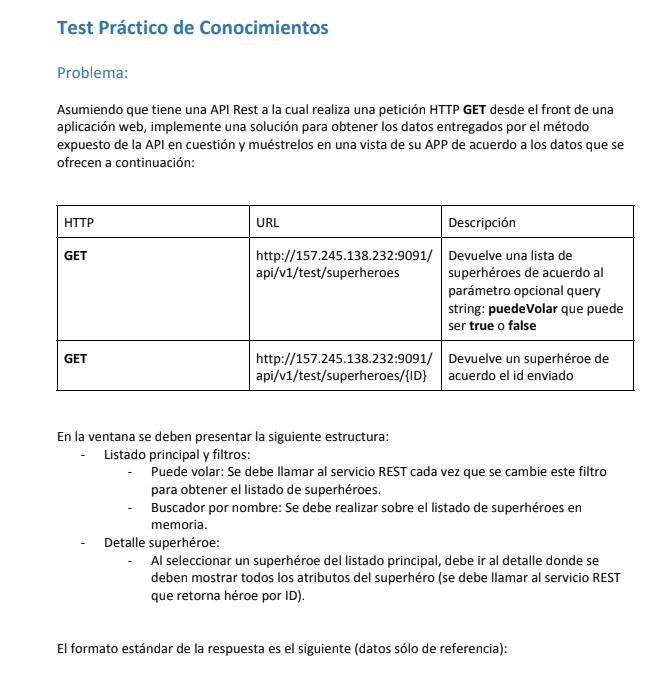 Test Práctico de Conocimientos
Problema:
Asumiendo que tiene una API Rest a la cual realiza una petición HTTP GET desde el front de una
aplicación web, implemente una solución para obtener los datos entregados por el método
expuesto de la API en cuestión y muéstrelos en una vista de su APP de acuerdo a los datos que se
ofrecen a continuación:
HTTP
URL
Descripción
GET
http://157.245.138.232:9091/
api/v1/test/superheroes
Devuelve una lista de
superhéroes de acuerdo al
parámetro opcional query
string: puedeVolar que puede
ser true o false
GET
http://157.245.138.232:9091/
api/v1/test/superheroes/{ID}
Devuelve un superhéroe de
acuerdo el id enviado
En la ventana se deben presentar la siguiente estructura:
- Listado principal y filtros:
- Puede volar: Se debe llamar al servicio REST cada vez que se cambie este filtro
para obtener el listado de superhéroes.
- Buscador por nombre: Se debe realizar sobre el listado de superhéroes en
memoria.
- Detalle superhéroe:
- Al seleccionar un superhéroe del listado principal, debe ir al detalle donde se
deben mostrar todos los atributos del superhéro (se debe llamar al servicio REST
que retorna héroe por ID).
El formato estándar de la respuesta es el siguiente (datos sólo de referencia):